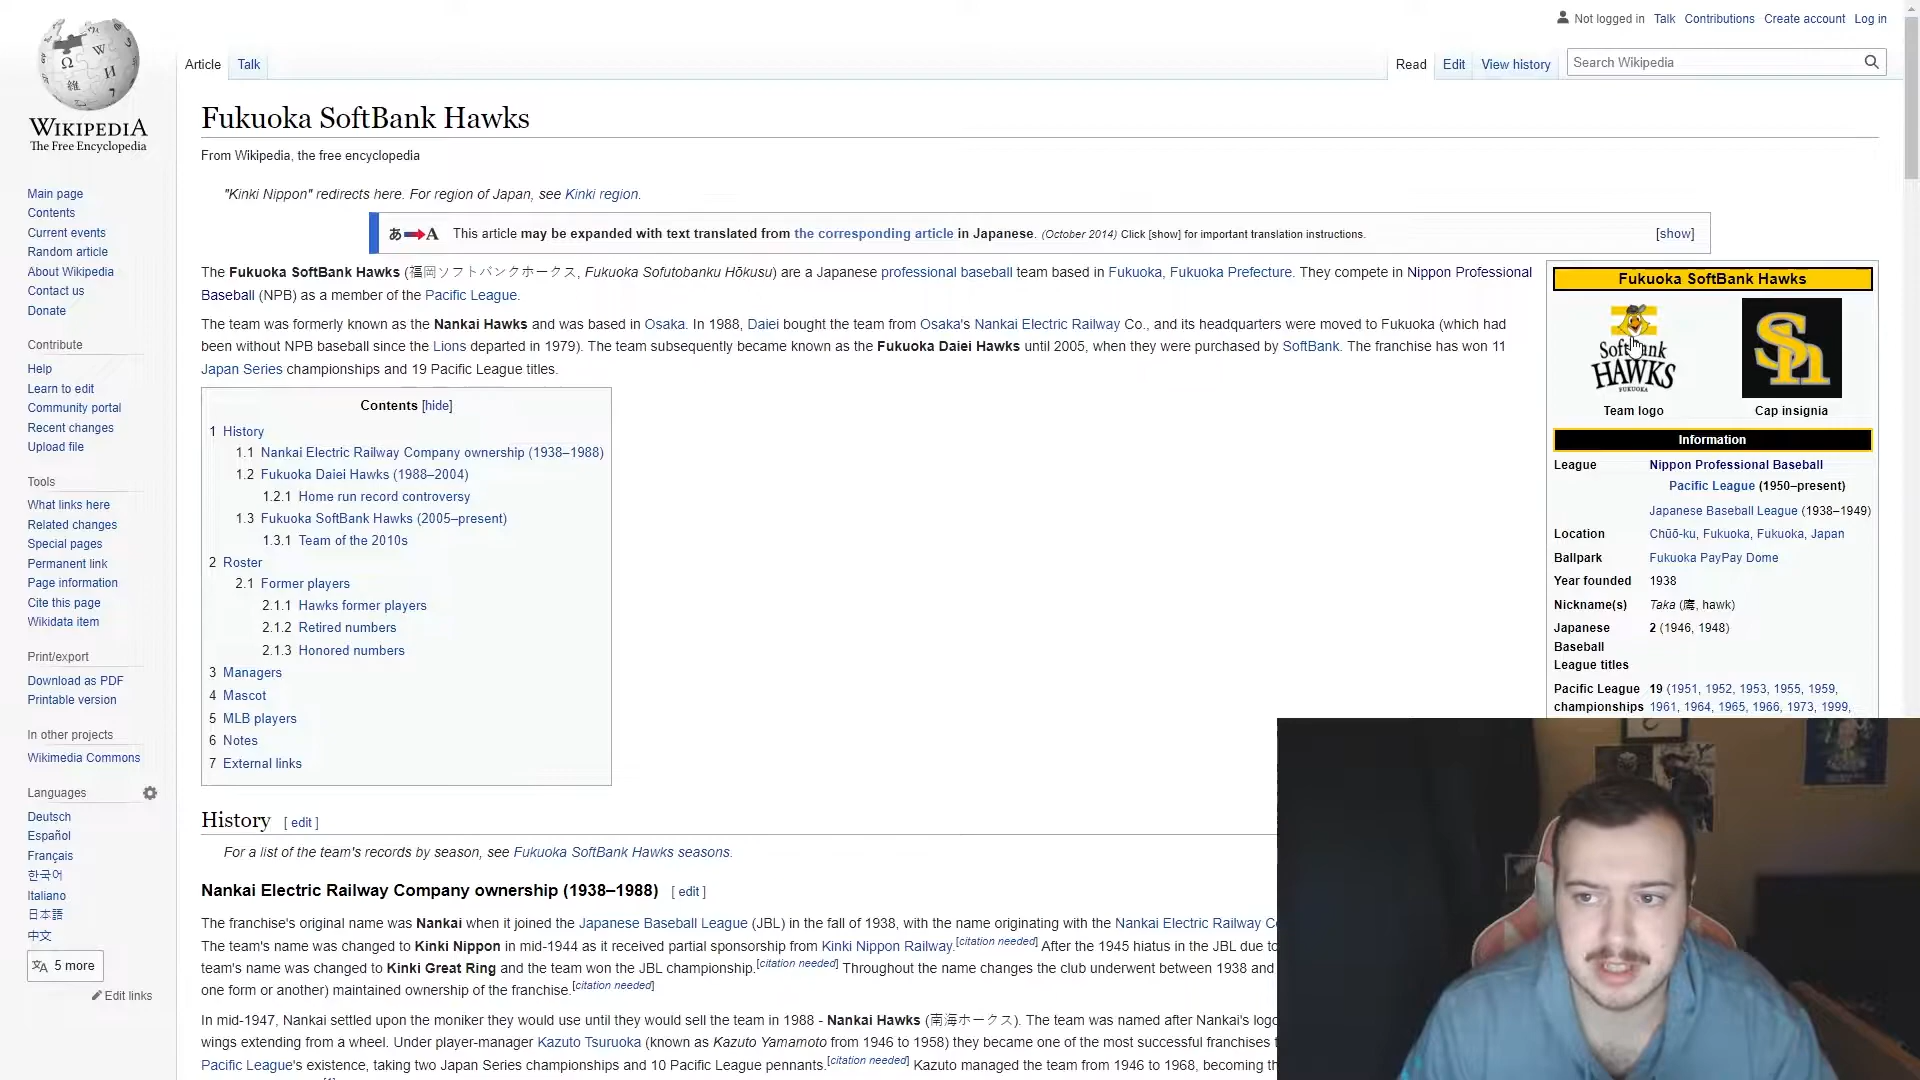 Not logged in Talk Contributions Create account Log in
Article Talk
Read Edit View history Search Wikipedia
WIKIPEDIA
The Free Encyclopedia
Fukuoka SoftBank Hawks
From Wikipedia, the free encyclopedia
"Kinki Nippon" redirects here. For region of Japan, see Kinki region.
あ A This article may be expanded with text translated from the corresponding article in Japanese. (October 2014) Click [show] for important translation instructions. [show]
The Fukuoka SoftBank Hawks (福岡ソフトバンクホークス, Fukuoka Sofutobanku Hōkusu) are a Japanese professional baseball team based in Fukuoka, Fukuoka Prefecture. They compete in Nippon Professional
Baseball (NPB) as a member of the Pacific League.
The team was formerly known as the Nankai Hawks and was based in Osaka. In 1988, Daiei bought the team from Osaka's Nankai Electric Railway Co., and its headquarters were moved to Fukuoka (which had
been without NPB baseball since the Lions departed in 1979). The team subsequently became known as the Fukuoka Daiei Hawks until 2005, when they were purchased by SoftBank. The franchise has won 11
Japan Series championships and 19 Pacific League titles.
Contents [hide]
1 History
1.1 Nankai Electric Railway Company ownership (1938–1988)
1.2 Fukuoka Daiei Hawks (1988–2004)
1.2.1 Home run record controversy
1.3 Fukuoka SoftBank Hawks (2005–present)
1.3.1 Team of the 2010s
2 Roster
2.1 Former players
2.1.1 Hawks former players
2.1.2 Retired numbers
2.1.3 Honored numbers
3 Managers
4 Mascot
5 MLB players
6 Notes
7 External links
History [ edit ]
For a list of the team's records by season, see Fukuoka SoftBank Hawks seasons.
Nankai Electric Railway Company ownership (1938–1988) [ edit ]
The franchise's original name was Nankai when it joined the Japanese Baseball League (JBL) in the fall of 1938, with the name originating with the Nankai Electric Railway
The team's name was changed to Kinki Nippon in mid-1944 as it received partial sponsorship from Kinki Nippon Railway.[citation needed] After the 1945 hiatus in the JBL due to
team's name was changed to Kinki Great Ring and the team won the JBL championship.[citation needed] Throughout the name changes the club underwent between 1938 and
one form or another) maintained ownership of the franchise.[citation needed]
In mid-1947, Nankai settled upon the moniker they would use until they would sell the team in 1988 - Nankai Hawks (南海ホークス). The team was named after Nankai's
wings extending from a wheel. Under player-manager Kazuto Tsuruoka (known as Kazuto Yamamoto from 1946 to 1958) they became one of the most successful franchises
Pacific League's existence, taking two Japan Series championships and 10 Pacific League pennants.[citation needed] Kazuto managed the team from 1946 to 1968, becoming
Fukuoka SoftBank Hawks
SoftBank
HAWKS
FUKUOKA
Sh
Team logo Cap insignia
Information
League Nippon Professional Baseball
Pacific League (1950–present)
Japanese Baseball League (1938–1949)
Location Chūō-ku, Fukuoka, Fukuoka, Japan
Ballpark Fukuoka PayPay Dome
Year founded 1938
Nickname(s) Taka (鷹, hawk)
Japanese 2 (1946, 1948)
Baseball
League titles
Pacific League 19 (1951, 1952, 1953, 1955, 1959,
championships 1961, 1964, 1965, 1966, 1973, 1999,
Main page
Contents
Current events
Random article
About Wikipedia
Contact us
Donate
Contribute
Help
Learn to edit
Community portal
Recent changes
Upload file
Tools
What links here
Related changes
Special pages
Permanent link
Page information
Cite this page
Wikidata item
Print/export
Download as PDF
Printable version
In other projects
Wikimedia Commons
Languages
Deutsch
Español
Français
한국어
Italiano
日本語
中文
5 more
Edit links